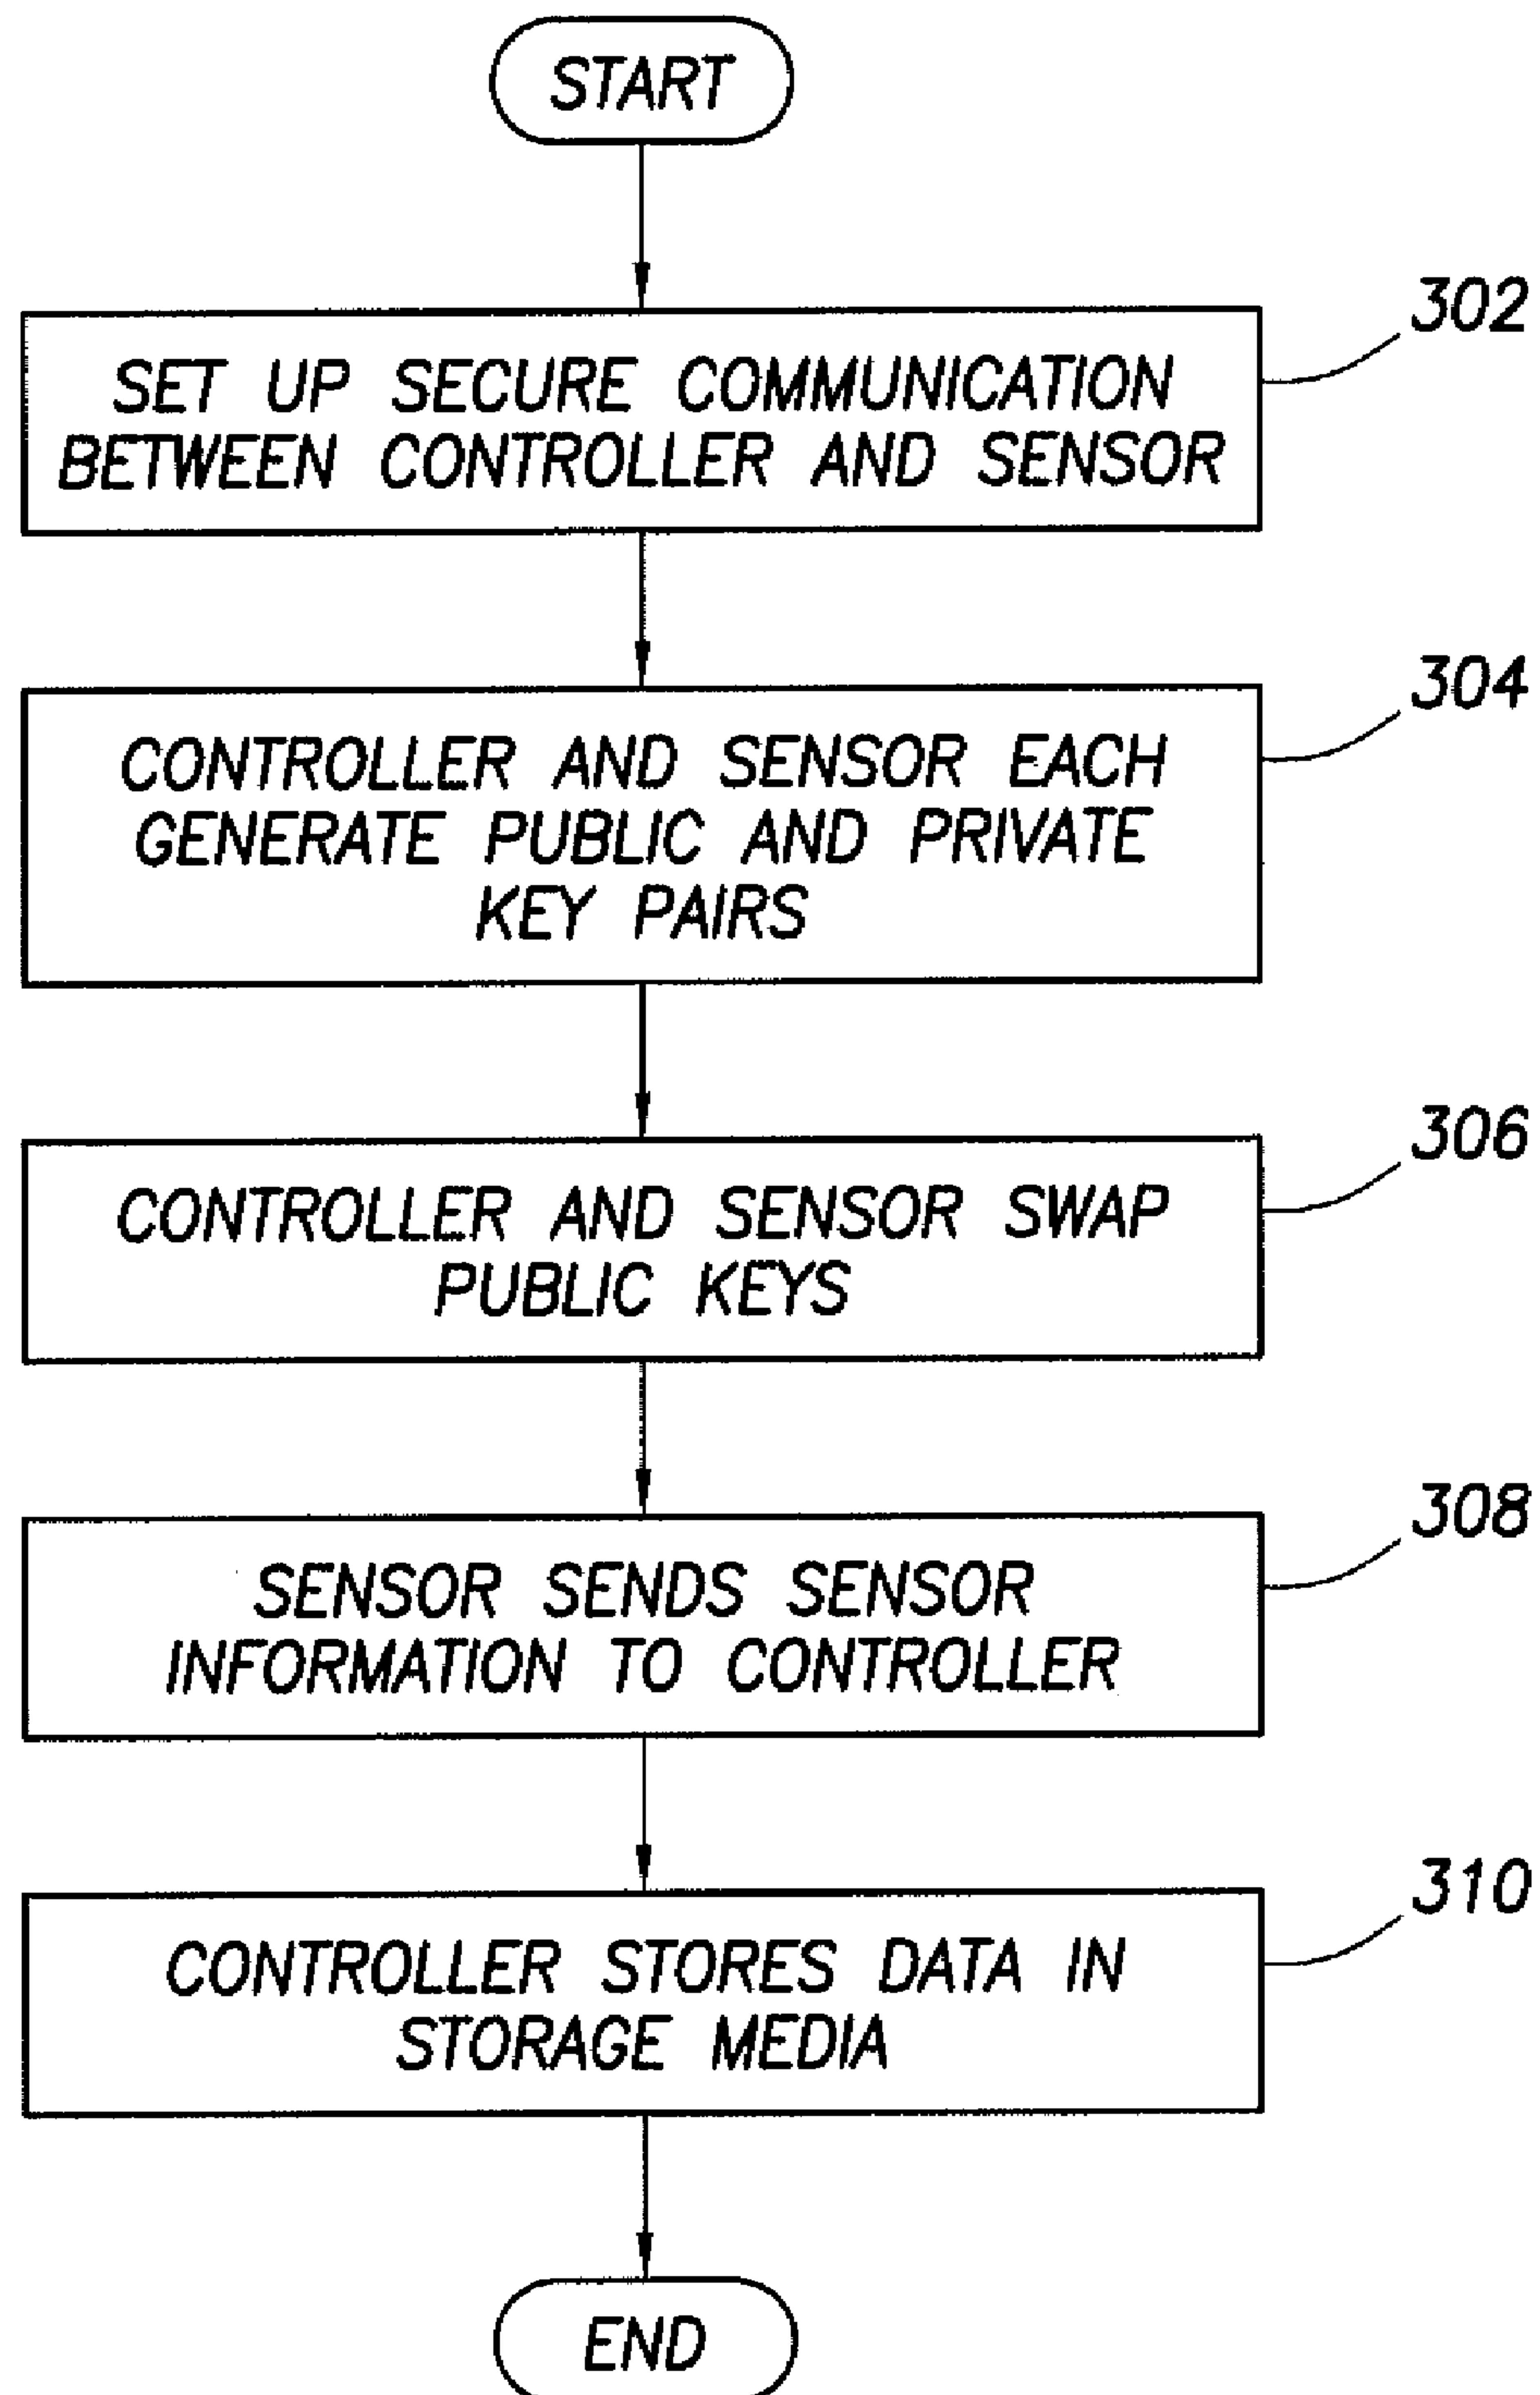 START
302
SET UP SECURE COMMUNICATION
BETWEEN CONTROLLER AND SENSOR
304
CONTROLLER AND SENSOR EACH
GENERATE PUBLIC AND PRIVATE
KEY PAIRS
306
CONTROLLER AND SENSOR SWAP
PUBLIC KEYS
308
SENSOR SENDS SENSOR
INFORMATION TO CONTROLLER
310
CONTROLLER STORES DATA IN
STORAGE MEDIA
END